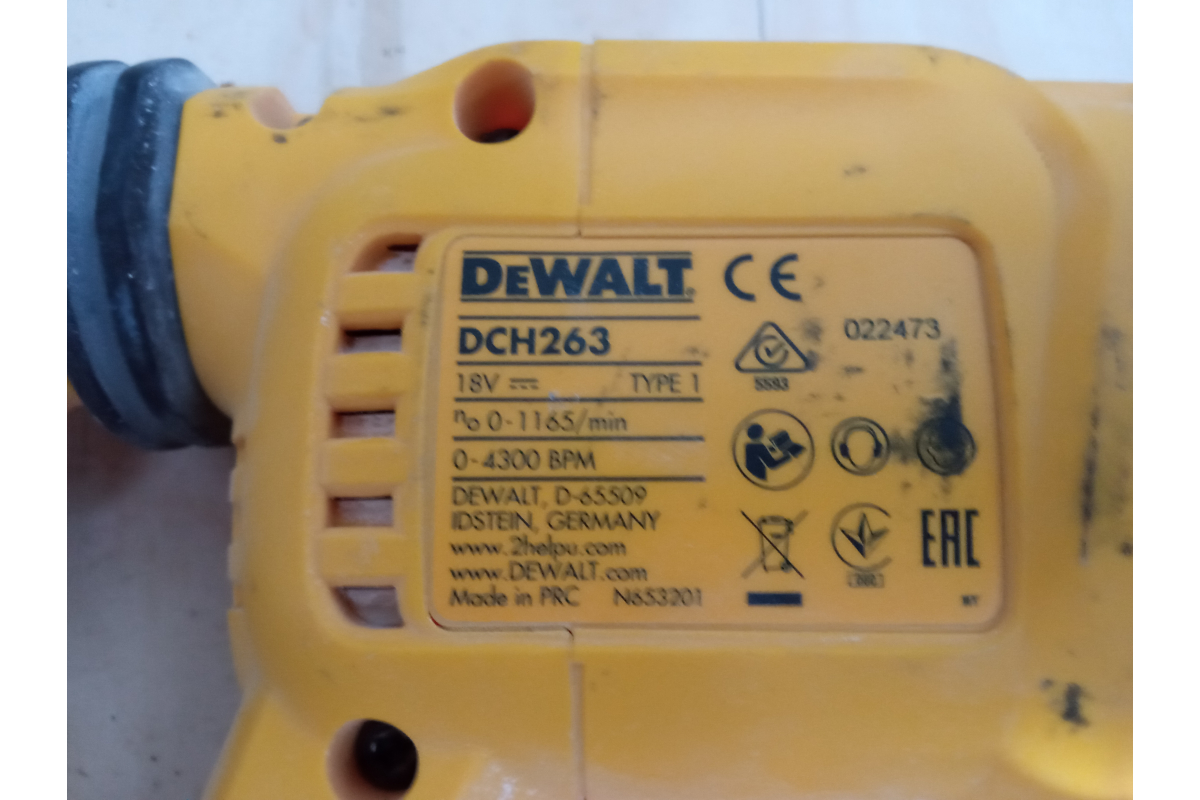 DEWALT
CE
DCH263
022473
18V TYPE 1
5593
n₀ 0-1165/min
0-4300 BPM
DEWALT, D-65509
IDSTEIN, GERMANY
www.2helpu.com
www.DEWALT.com
Made in PRC N653201
EAC